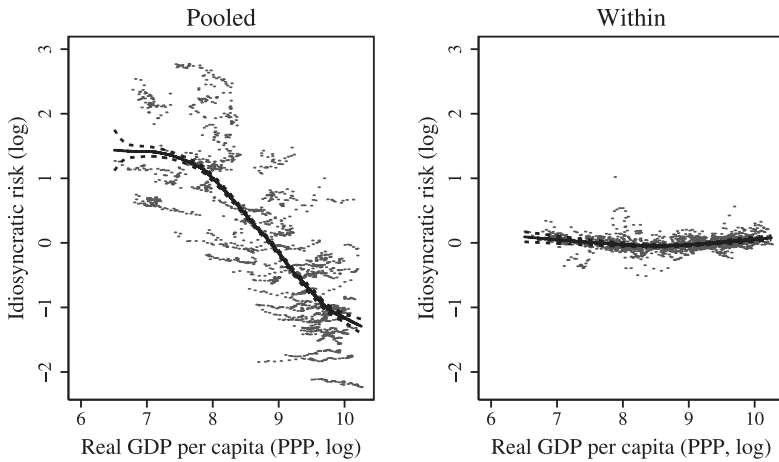 Pooled
Idiosyncratic risk (log)
3
2
1
0
−1
−2
6 7 8 9 10
Real GDP per capita (PPP, log)
Within
Idiosyncratic risk (log)
3
2
1
0
−1
−2
6 7 8 9 10
Real GDP per capita (PPP, log)